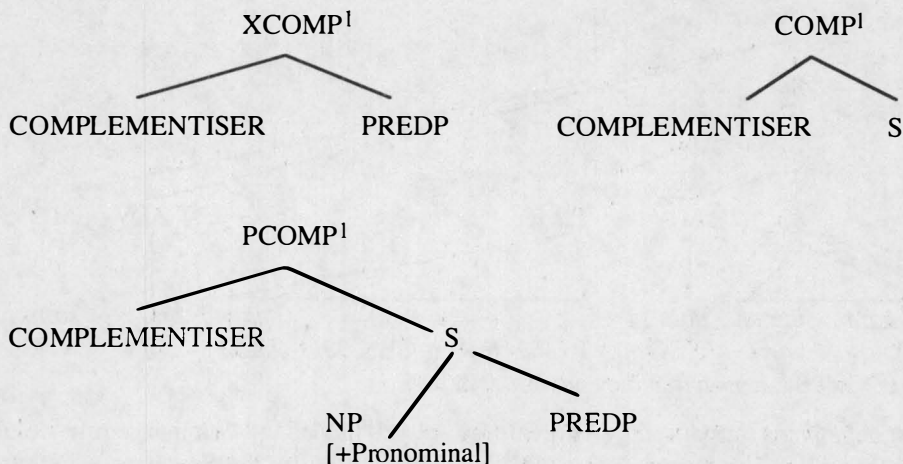 XCOMP¹ COMP¹
COMPLEMENTISER PREDP COMPLEMENTISER S
PCOMP¹
COMPLEMENTISER S
NP PREDP
[+Pronominal]